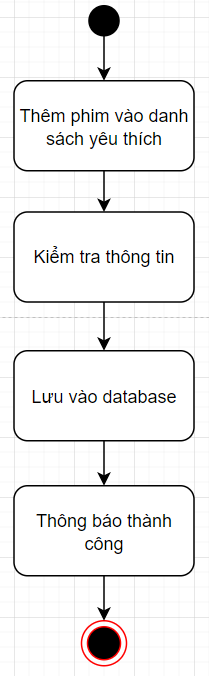 Thêm phim vào danh
sách yêu thích
Kiểm tra thông tin
Lưu vào database
Thông báo thành
công